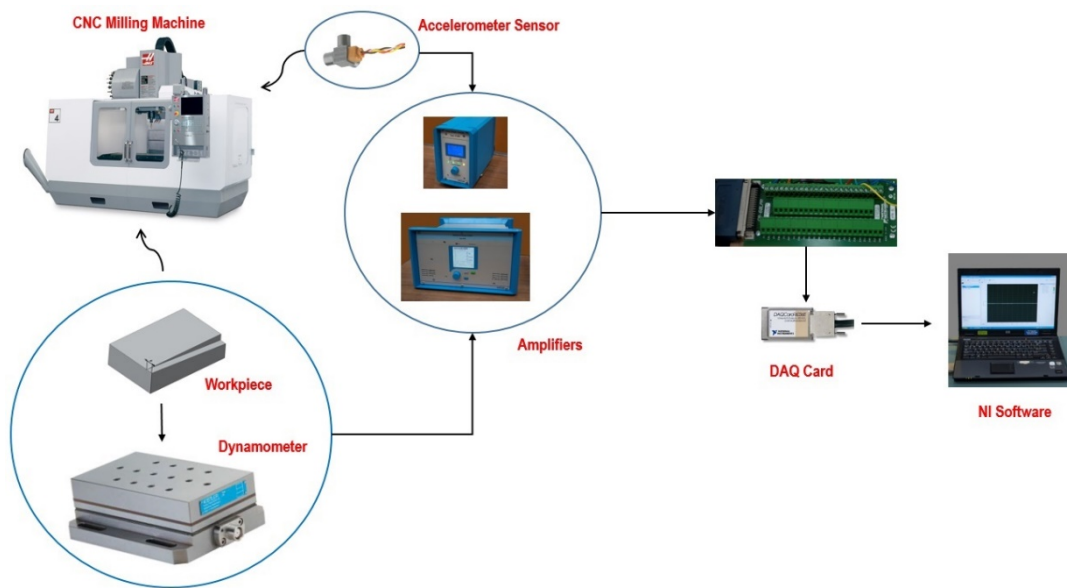 CNC Milling Machine
Accelerometer Sensor
Amplifiers
Workpiece
Dynamometer
DAQ Card
NI Software